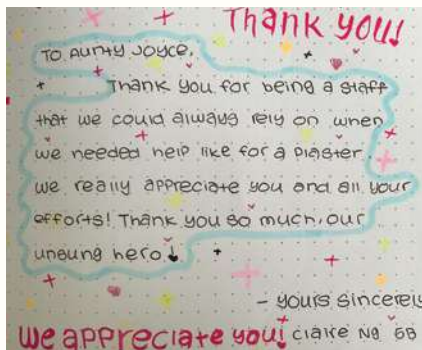 Thank you!
To Aunty Joyce,
Thank you for being a staff
that we could always rely on when
we needed help like for a plaster.
we really appreciate you and all your
efforts! Thank you so much, our
unsung hero!
- yours sincerely
we appreciate you! Claire Ng 6B